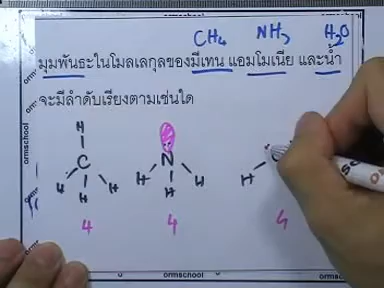 CH₄ NH₃ H₂O
มุมพันธะในโมเลกุลของมีเทน แอมโมเนีย และน้ำ
จะมีลำดับเรียงตามเช่นใด
H
C N
H H H H H H H
4 4 4
ormschool ormschool ormschool